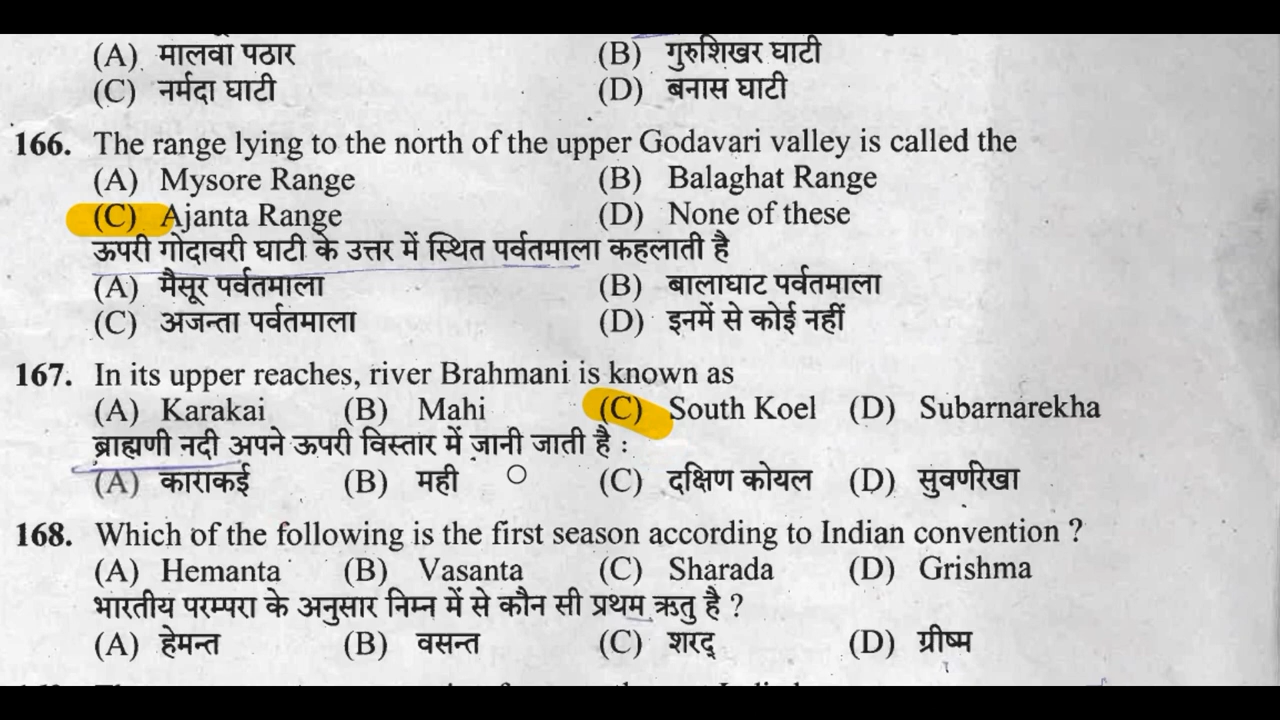 (A) मालवा पठार (B) गुरुशिखर घाटी
(C) नर्मदा घाटी (D) बनास घाटी
166. The range lying to the north of the upper Godavari valley is called the
(A) Mysore Range (B) Balaghat Range
(C) Ajanta Range (D) None of these
ऊपरी गोदावरी घाटी के उत्तर में स्थित पर्वतमाला कहलाती है
(A) मैसूर पर्वतमाला (B) बालाघाट पर्वतमाला
(C) अजन्ता पर्वतमाला (D) इनमें से कोई नहीं
167. In its upper reaches, river Brahmani is known as
(A) Karakai (B) Mahi (C) South Koel (D) Subarnarekha
ब्राह्मणी नदी अपने ऊपरी विस्तार में जानी जाती है :
(A) काराकई (B) मही (C) दक्षिण कोयल (D) सुवर्णरेखा
168. Which of the following is the first season according to Indian convention ?
(A) Hemanta (B) Vasanta (C) Sharada (D) Grishma
भारतीय परम्परा के अनुसार निम्न में से कौन सी प्रथम ऋतु है ?
(A) हेमन्त (B) वसन्त (C) शरद् (D) ग्रीष्म